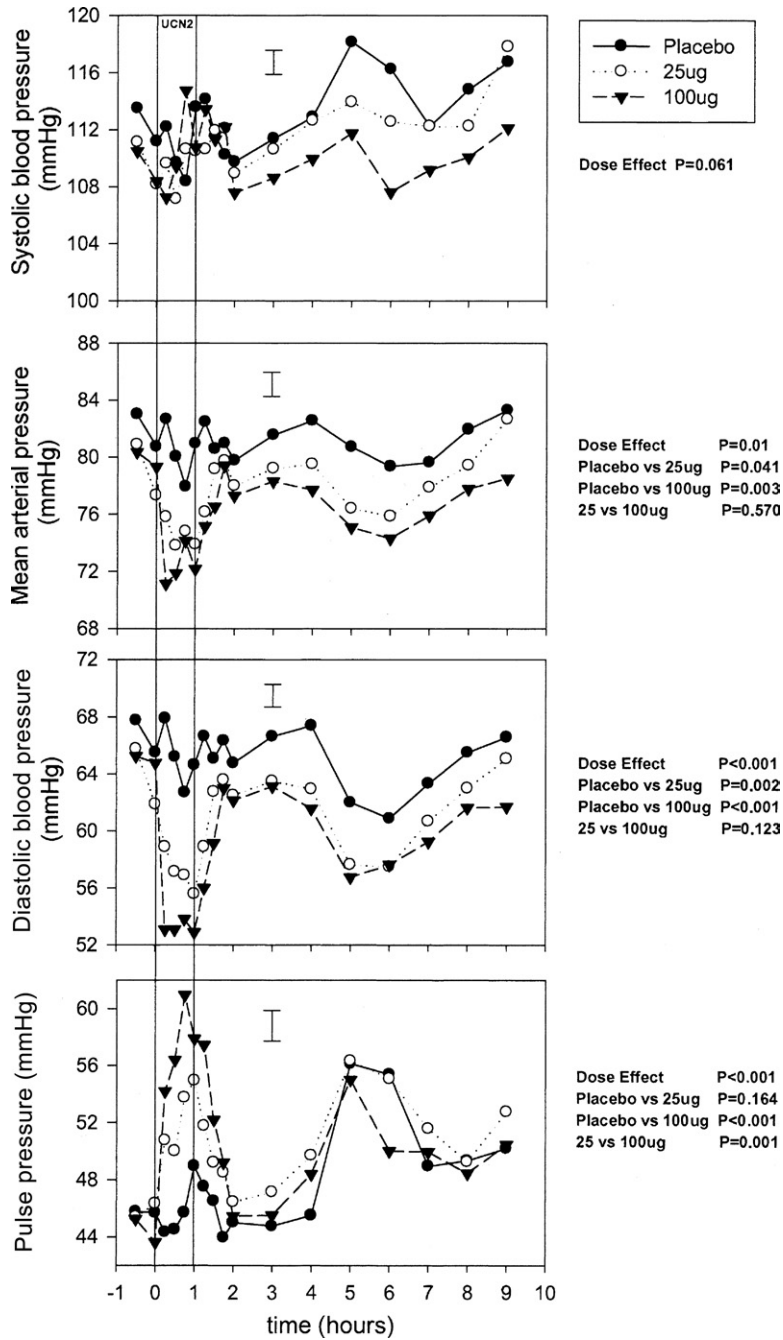 UCN2
120
116
112
108
104
100
Systolic blood pressure
(mmHg)
Placebo
25ug
100ug
Dose Effect P=0.061
88
84
80
76
72
68
Mean arterial pressure
(mmHg)
Dose Effect P=0.01
Placebo vs 25ug P=0.041
Placebo vs 100ug P=0.003
25 vs 100ug P=0.570
72
68
64
60
56
52
Diastolic blood pressure
(mmHg)
Dose Effect P<0.001
Placebo vs 25ug P=0.002
Placebo vs 100ug P<0.001
25 vs 100ug P=0.123
60
56
52
48
44
Pulse pressure (mmHg)
Dose Effect P<0.001
Placebo vs 25ug P=0.164
Placebo vs 100ug P<0.001
25 vs 100ug P=0.001
-1 0 1 2 3 4 5 6 7 8 9 10
time (hours)